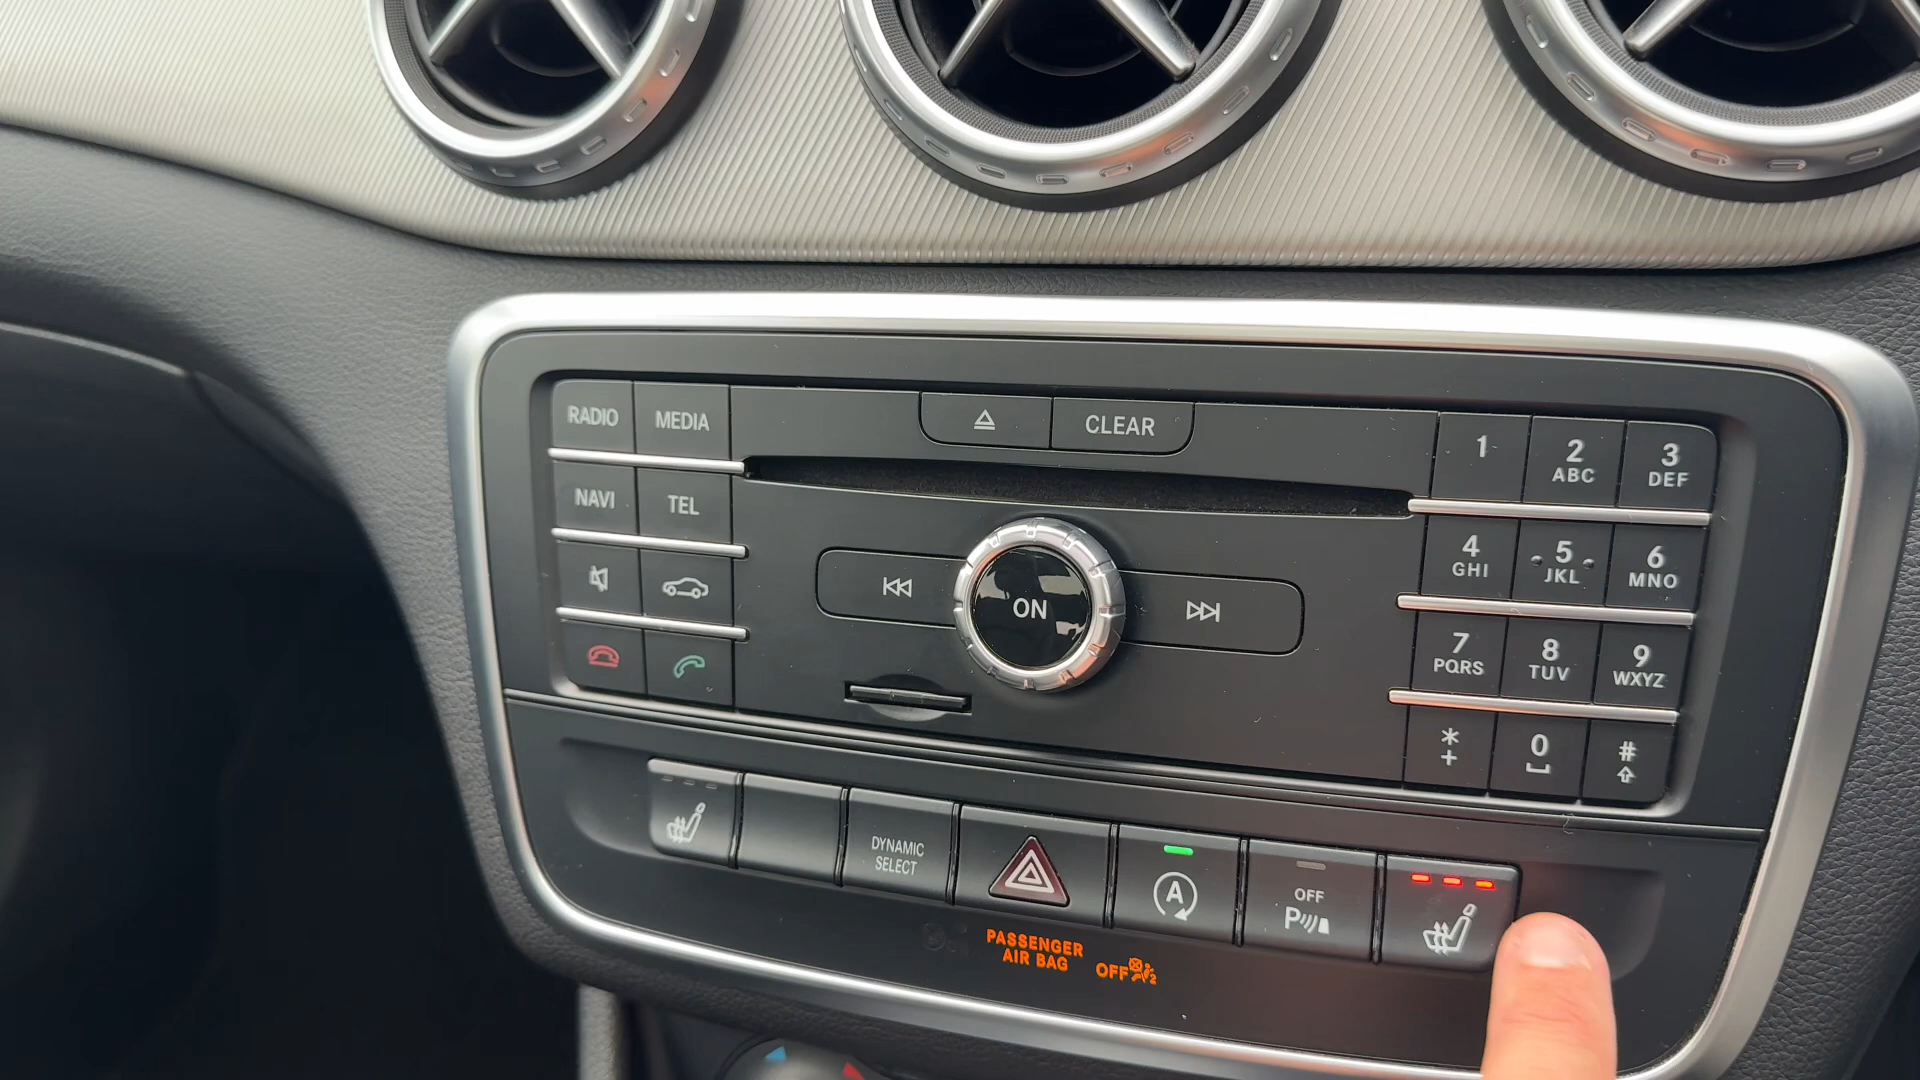 RADIO
MEDIA
CLEAR
1
2
ABC
3
DEF
NAVI
TEL
4
GHI
5
JKL
6
MNO
ON
7
PQRS
8
TUV
9
WXYZ
*
+
0
#
DYNAMIC
SELECT
A
OFF
P
PASSENGER
AIR BAG
OFF
2